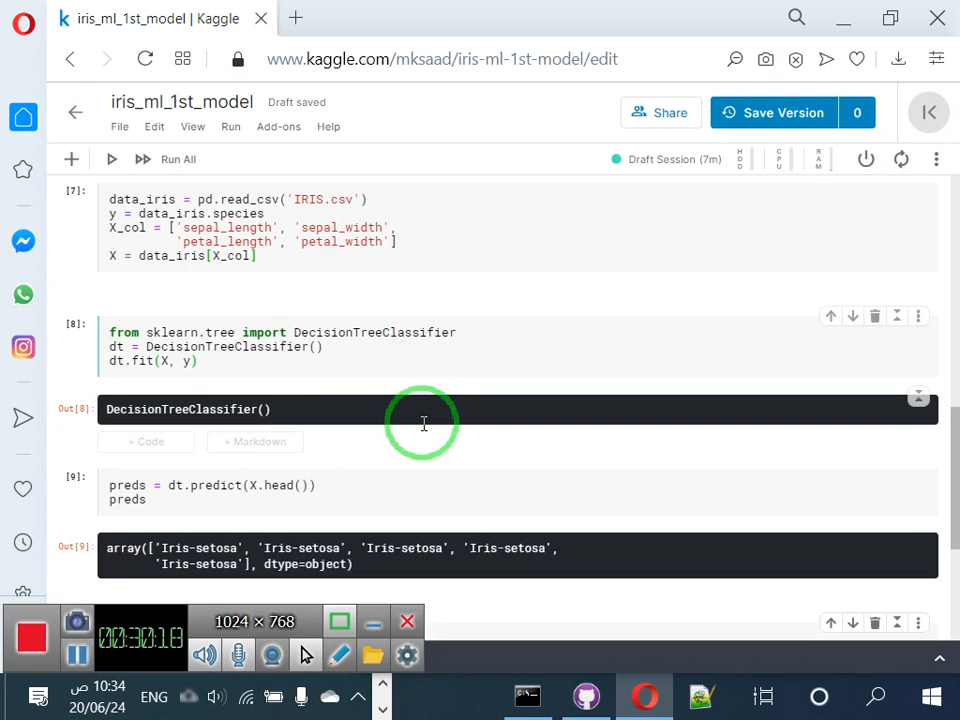 iris_ml_1st_model | Kaggle
www.kaggle.com/mksaad/iris-ml-1st-model/edit
iris_ml_1st_model Draft saved
File Edit View Run Add-ons Help
Share
Save Version 0
Run All
Draft Session (7m)
HDD
CPU
RAM
[7]:
data_iris = pd.read_csv('IRIS.csv')
y = data_iris.species
X_col = ['sepal_length', 'sepal_width',
'petal_length', 'petal_width']
X = data_iris[X_col]
[8]:
from sklearn.tree import DecisionTreeClassifier
dt = DecisionTreeClassifier()
dt.fit(X, y)
Out[8]:
DecisionTreeClassifier()
+ Code + Markdown
[9]:
preds = dt.predict(X.head())
preds
Out[9]:
array(['Iris-setosa', 'Iris-setosa', 'Iris-setosa', 'Iris-setosa',
'Iris-setosa'], dtype=object)
1024 × 768
00:30:18
10:34 ص
20/06/24
ENG